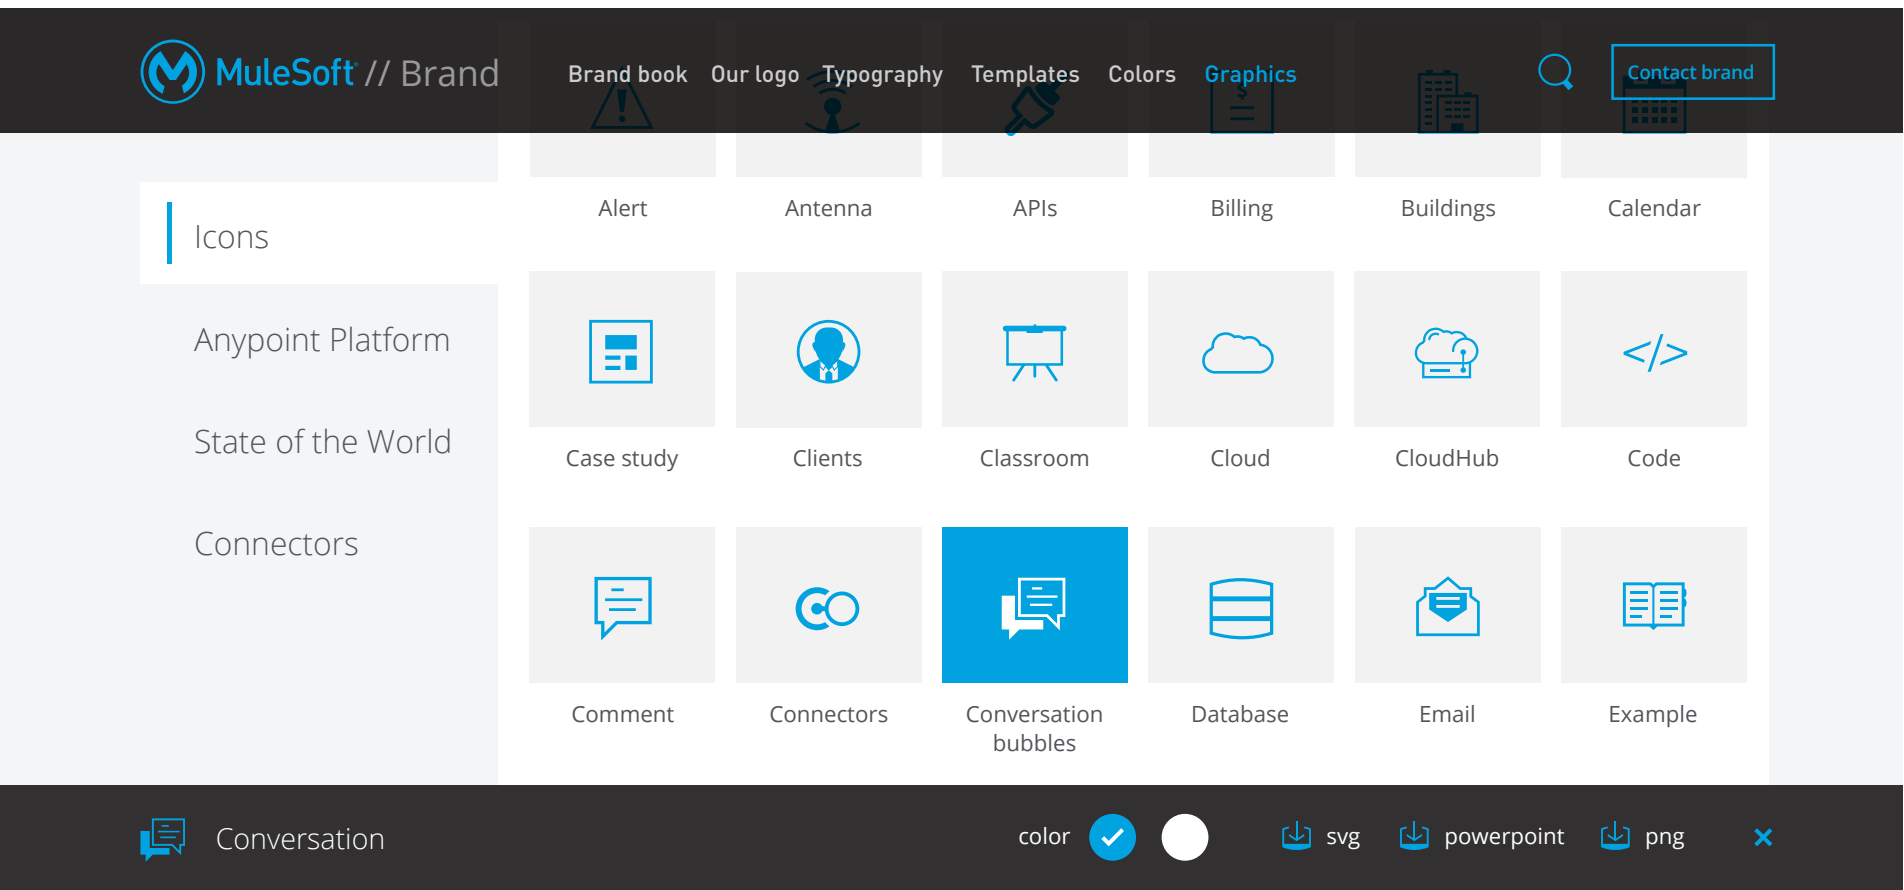 MuleSoft // Brand
Brand book Our logo Typography Templates Colors Graphics
Contact brand
Icons
Anypoint Platform
State of the World
Connectors
Alert Antenna APIs Billing Buildings Calendar
$
</>
Case study Clients Classroom Cloud CloudHub Code
Comment Connectors Conversation Database Email Example
bubbles
Conversation
color svg powerpoint png